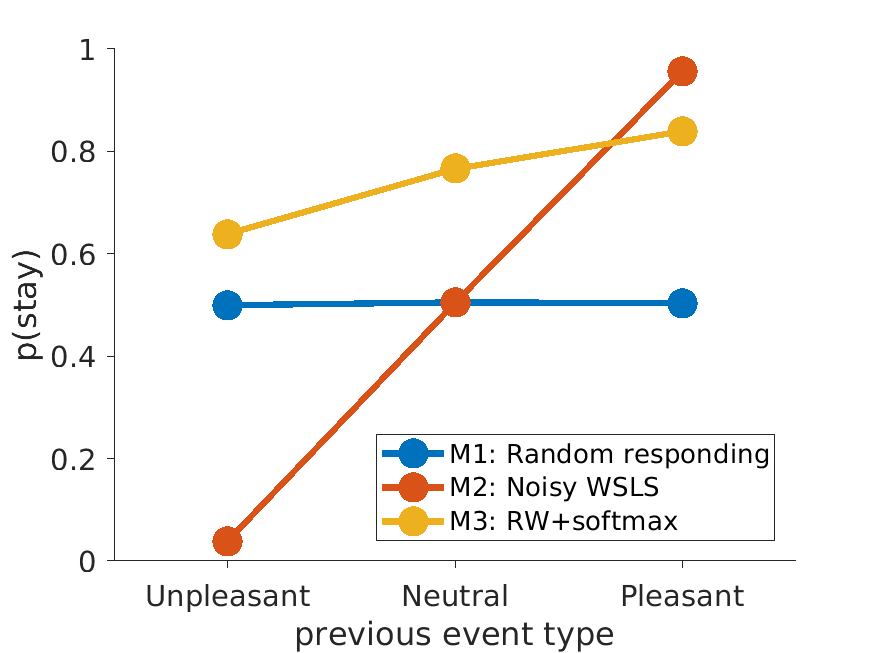 1
0.8
0.6
0.4
0.2
0
p(stay)
M1: Random responding
M2: Noisy WSLS
M3: RW+softmax
Unpleasant Neutral Pleasant
previous event type